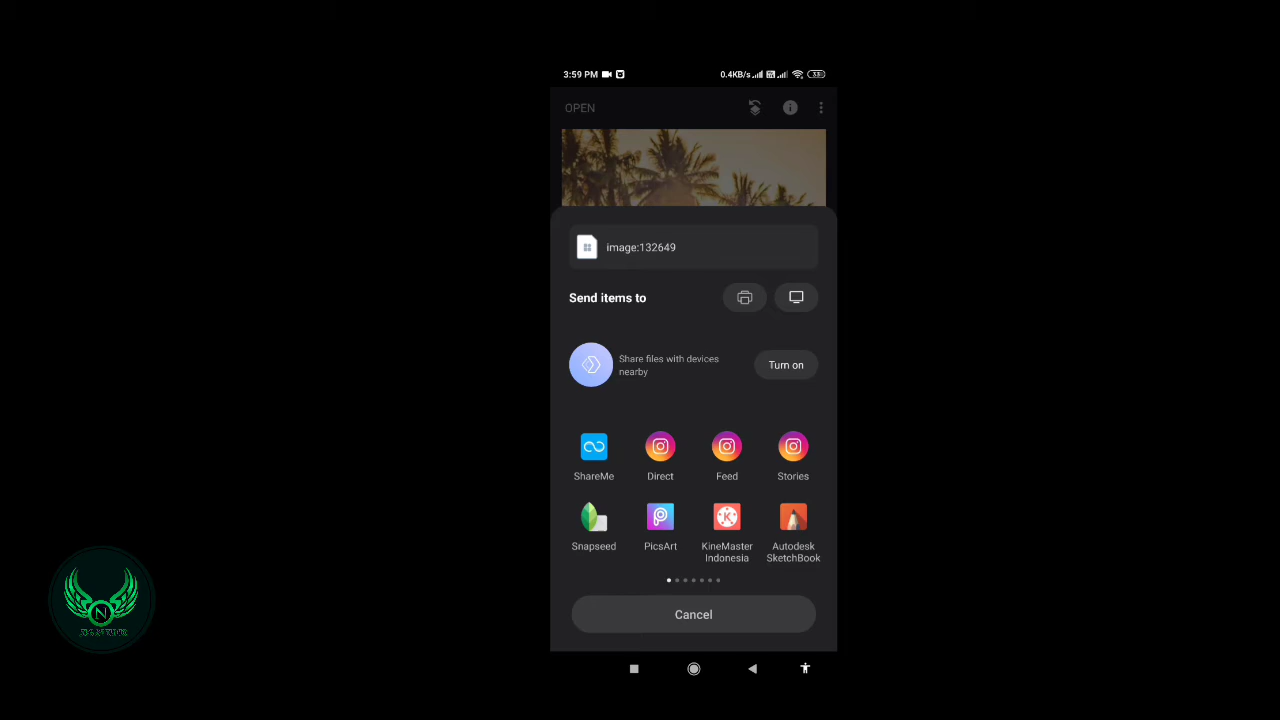 3:59 PM 0.4KB/s 33
OPEN
image:132649
Send items to
Share files with devices
nearby
Turn on
ShareMe Direct Feed Stories
Snapseed PicsArt KineMaster
Indonesia Autodesk
SketchBook
Cancel
N